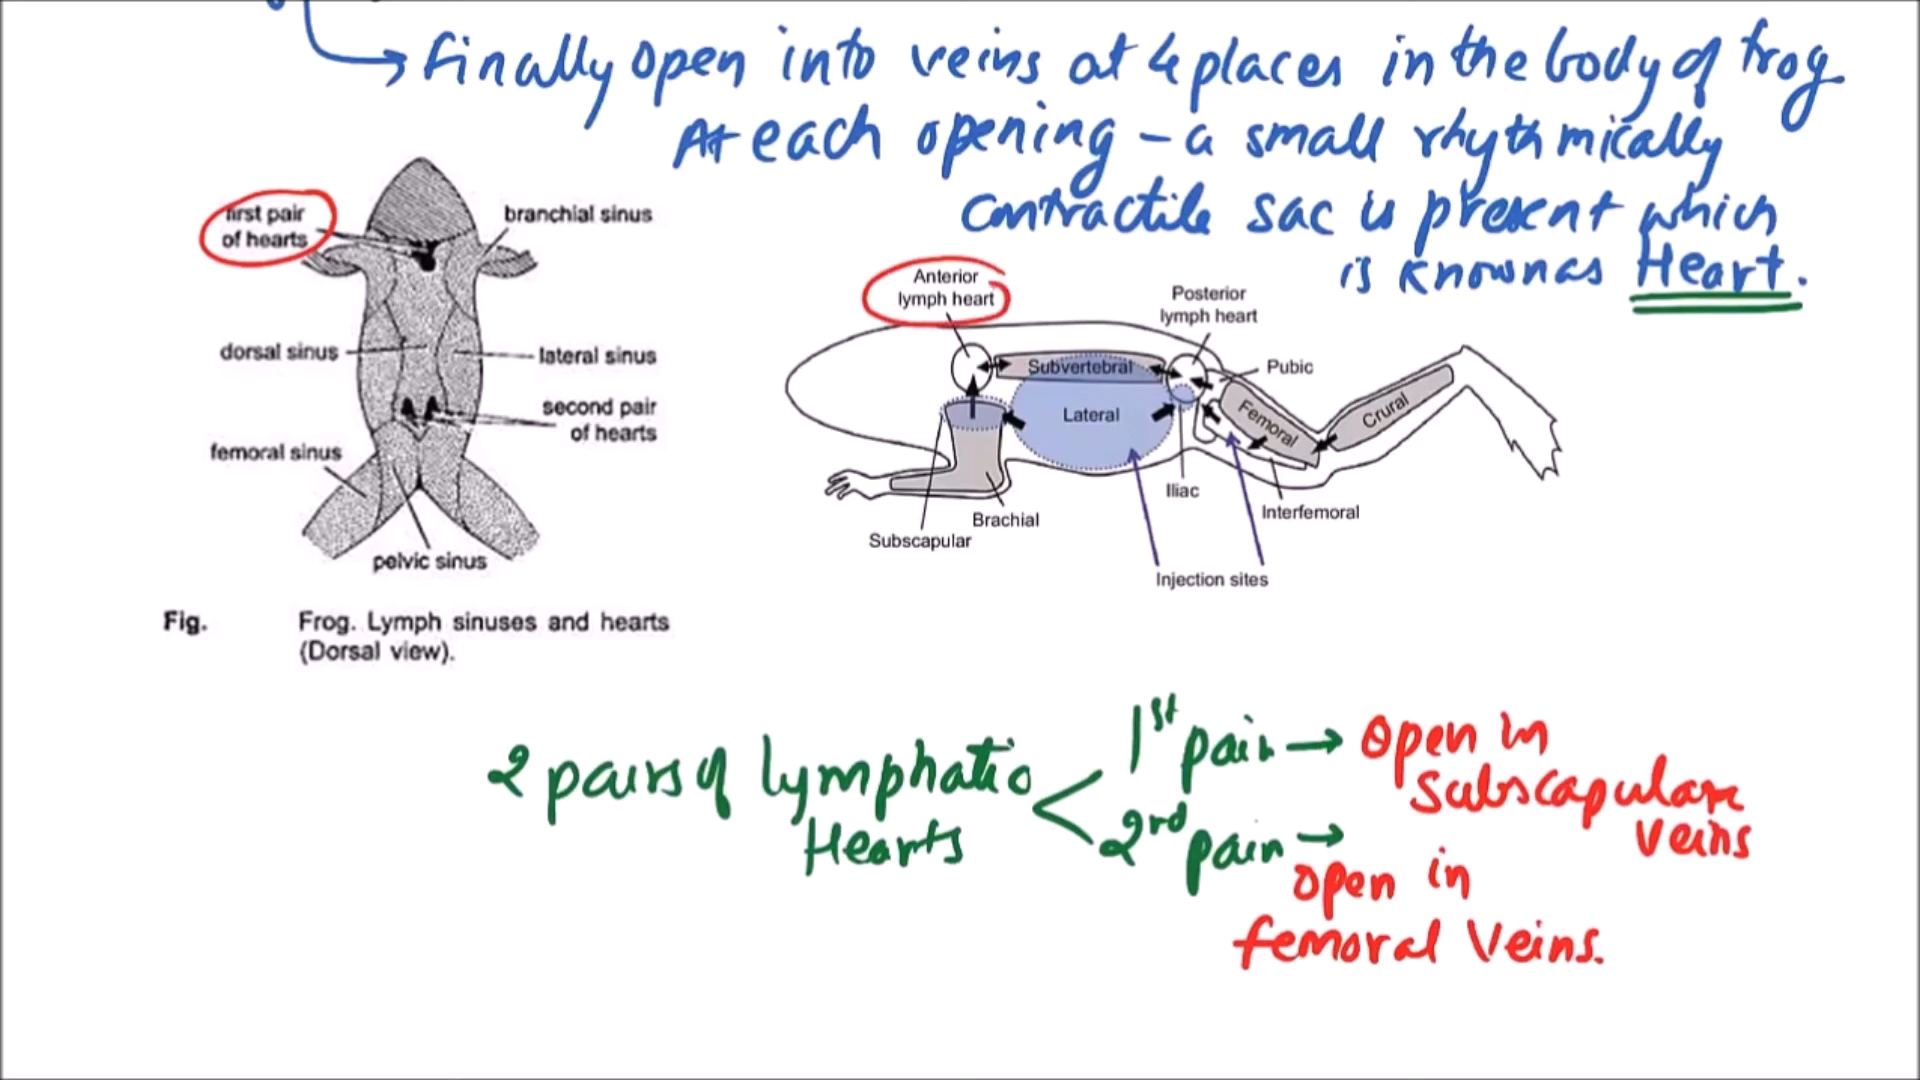 finally open into veins at 4 places in the body of frog
At each opening – a small rhythmically
contractile sac is present which
is known as Heart.
first pair
of hearts
branchial sinus
dorsal sinus
lateral sinus
second pair
of hearts
femoral sinus
pelvic sinus
Fig. Frog. Lymph sinuses and hearts
(Dorsal view).
Anterior
lymph heart
Posterior
lymph heart
Subvertebral
Pubic
Lateral
Femoral
Crural
Iliac
Interfemoral
Brachial
Subscapular
Injection sites
2 pairs of lymphatic
Hearts
1st pair → open in
subscapular
veins
2nd pair →
open in
femoral veins.